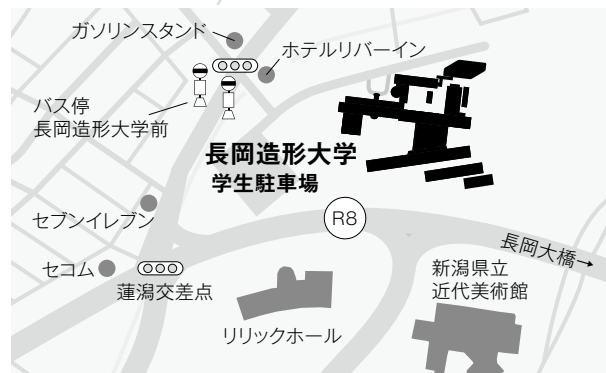 ガソリンスタンド
ホテルリバーイン
バス停
長岡造形大学前
長岡造形大学
学生駐車場
セブンイレブン
R8
長岡大橋→
セコム
蓮潟交差点
新潟県立
近代美術館
リリックホール